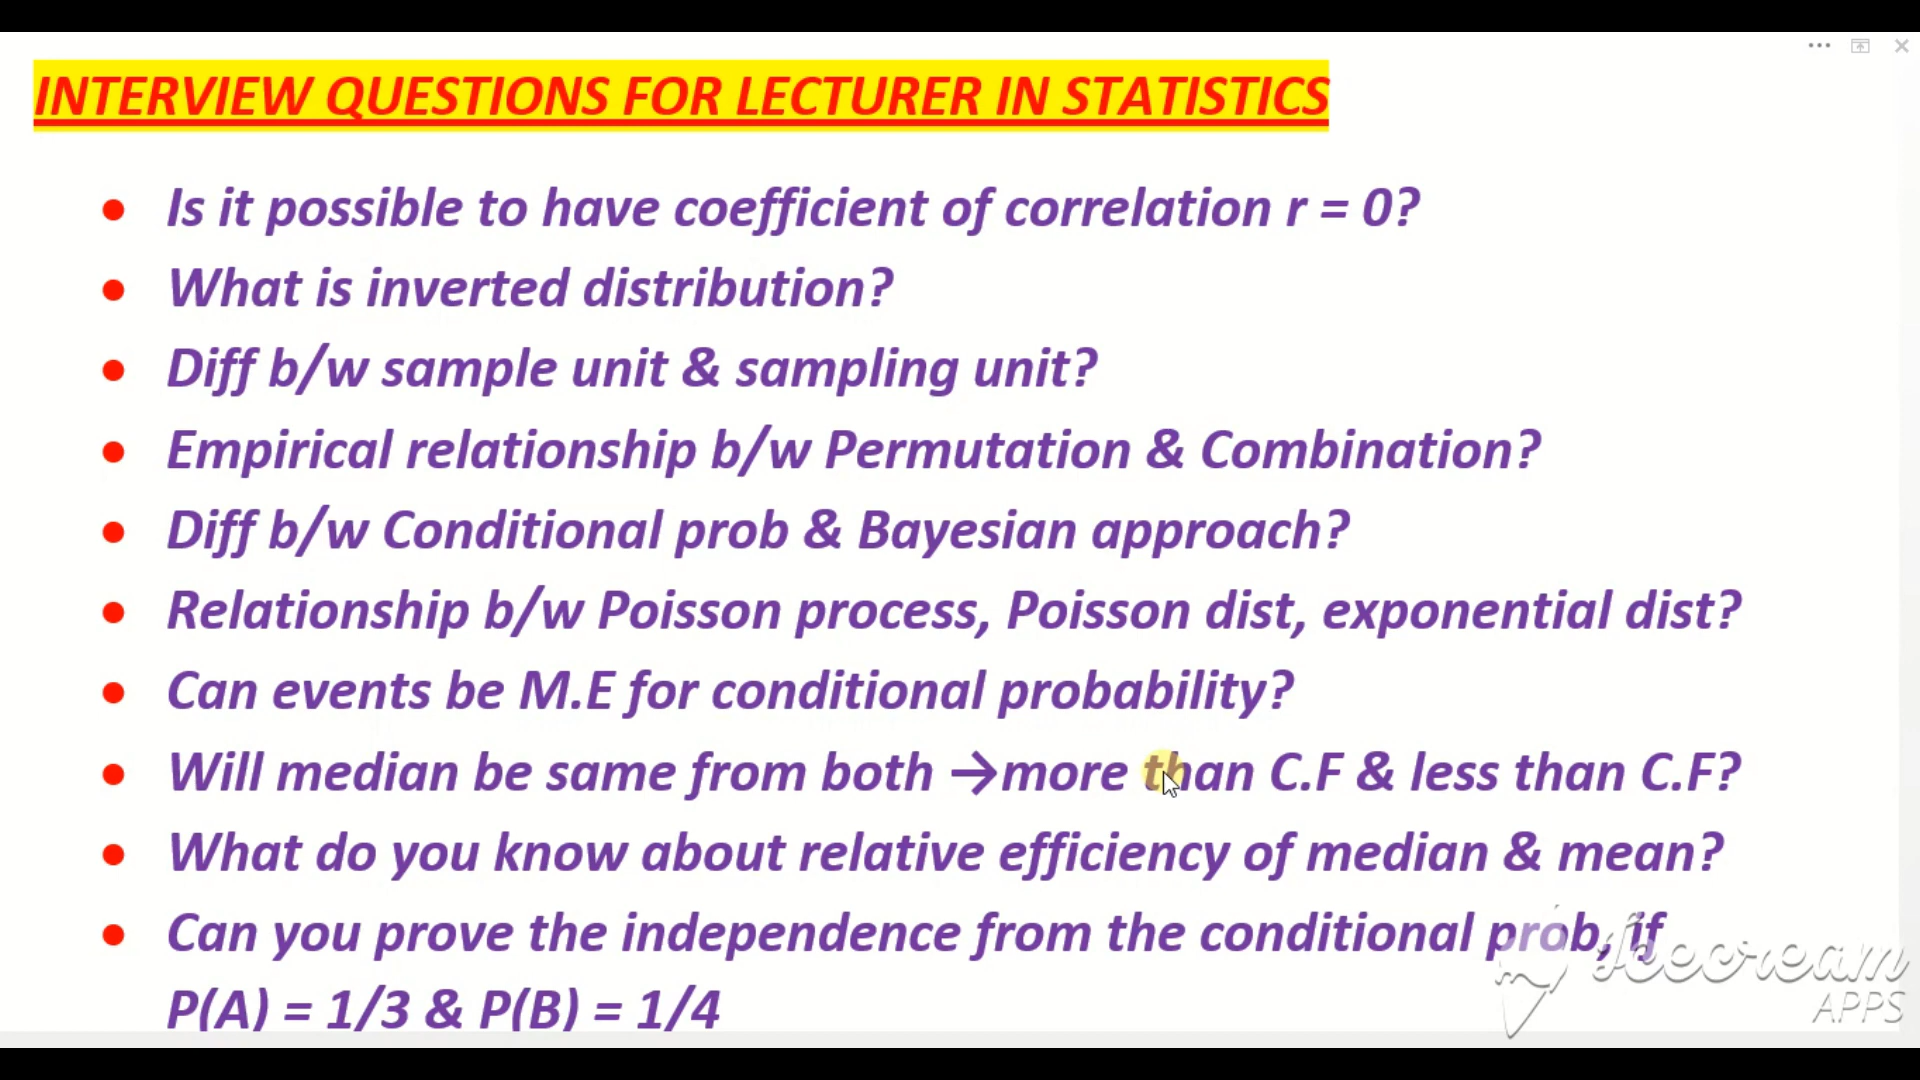 INTERVIEW QUESTIONS FOR LECTURER IN STATISTICS
• Is it possible to have coefficient of correlation r = 0?
• What is inverted distribution?
• Diff b/w sample unit & sampling unit?
• Empirical relationship b/w Permutation & Combination?
• Diff b/w Conditional prob & Bayesian approach?
• Relationship b/w Poisson process, Poisson dist, exponential dist?
• Can events be M.E for conditional probability?
• Will median be same from both →more than C.F & less than C.F?
• What do you know about relative efficiency of median & mean?
• Can you prove the independence from the conditional prob, if
P(A) = 1/3 & P(B) = 1/4
Icecream
APPS